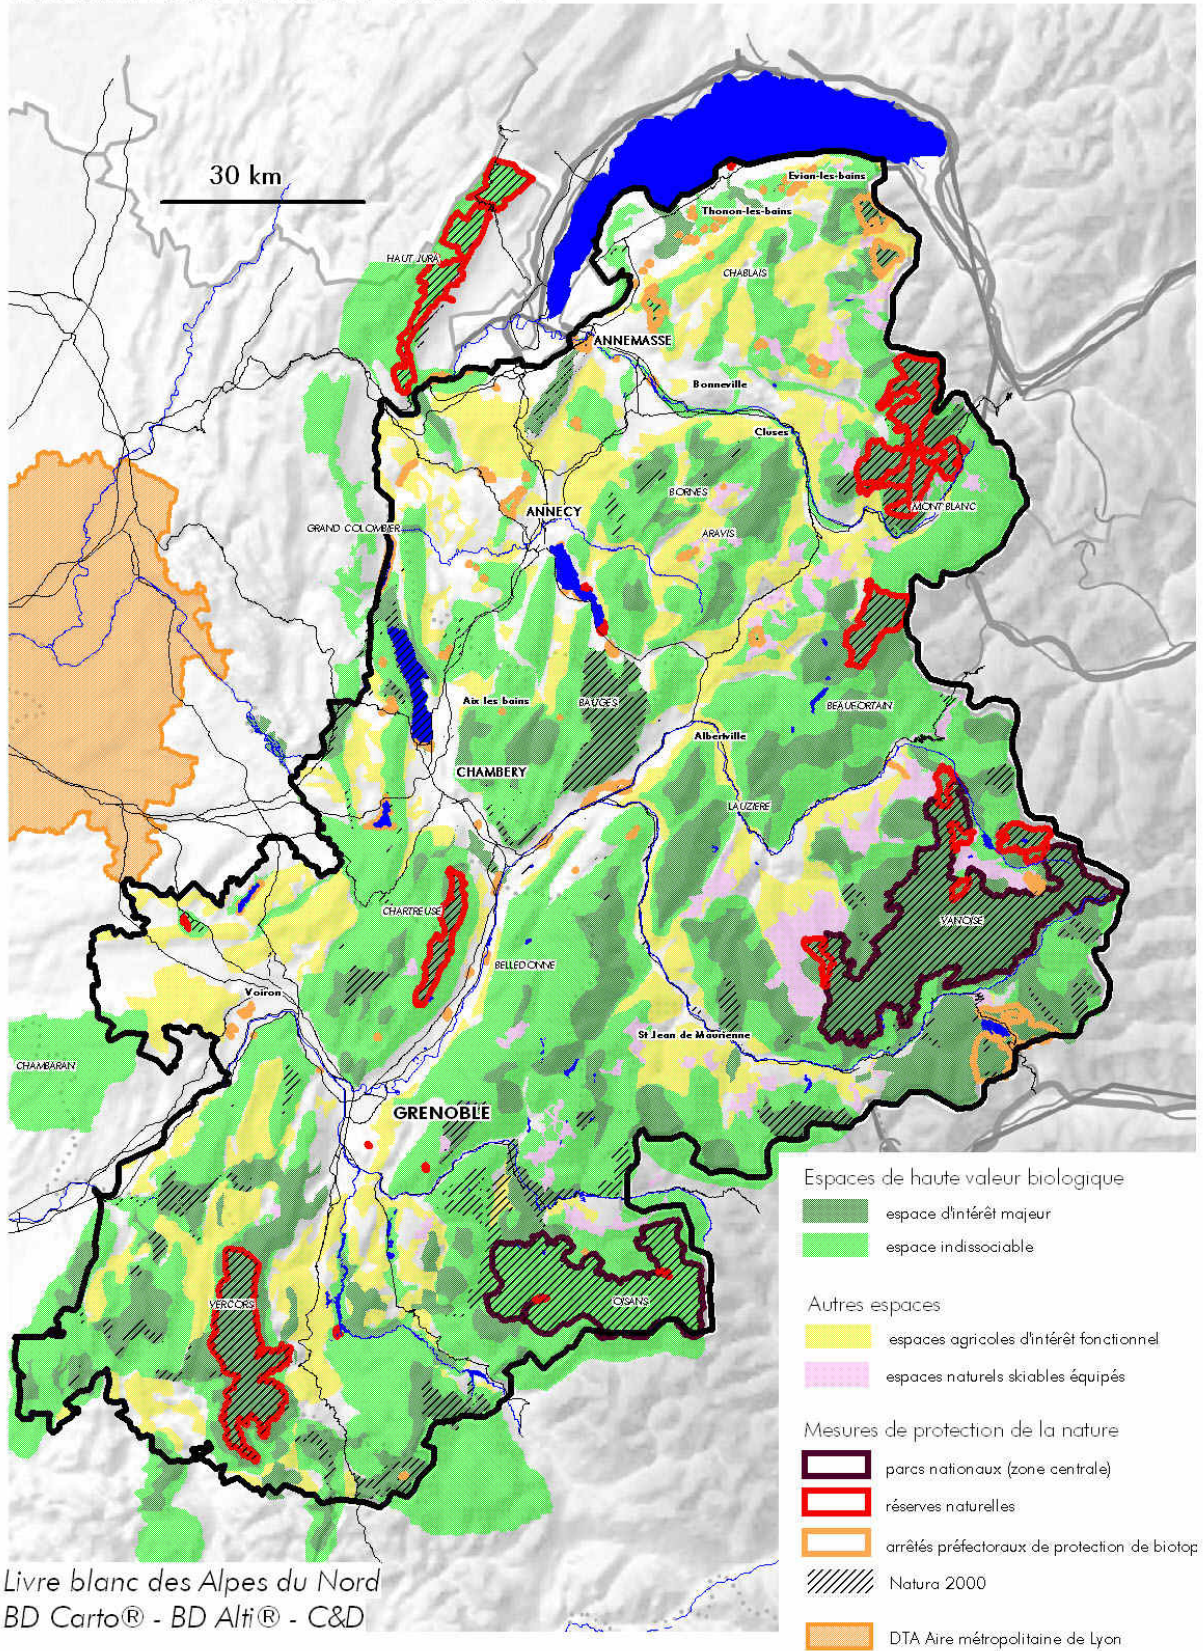 30 km
Evian-les-bains
Thonon-les-bains
HAUT JURA
CHABLAIS
ANNEMASSE
Bonneville
Cluses
BORNES
MONT BLANC
ANNECY
GRAND COLOMBIER
ARAVIS
Aix les bains
BAUGES
BEAUFORTAIN
Albertville
CHAMBERY
LAUZIERE
CHARTREUSE
VANOISE
BELLEDONNE
Voiron
St Jean de Maurienne
CHAMBARAN
GRENOBLE
VERCORS
OISANS
Espaces de haute valeur biologique
espace d'intérêt majeur
espace indissociable
Autres espaces
espaces agricoles d'intérêt fonctionnel
espaces naturels skiables équipés
Mesures de protection de la nature
parcs nationaux (zone centrale)
réserves naturelles
arrêtés préfectoraux de protection de biotop
Natura 2000
DTA Aire métropolitaine de Lyon
Livre blanc des Alpes du Nord
BD Carto® - BD Alti® - C&D